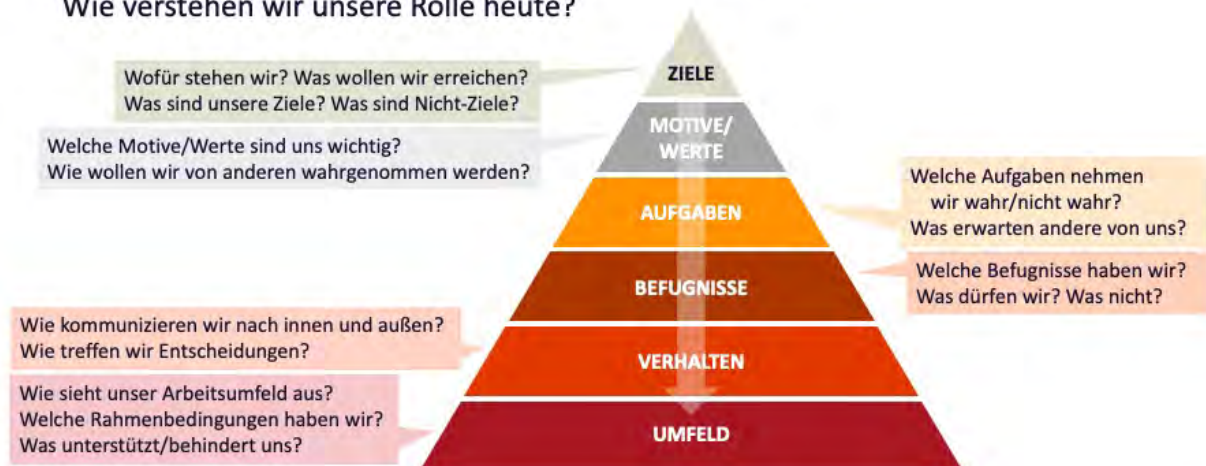 Wie verstehen wir unsere Rolle heute?
ZIELE
Wofür stehen wir? Was wollen wir erreichen?
Was sind unsere Ziele? Was sind Nicht-Ziele?
MOTIVE/
WERTE
Welche Motive/Werte sind uns wichtig?
Wie wollen wir von anderen wahrgenommen werden?
AUFGABEN
Welche Aufgaben nehmen
wir wahr/nicht wahr?
Was erwarten andere von uns?
BEFUGNISSE
Welche Befugnisse haben wir?
Was dürfen wir? Was nicht?
VERHALTEN
Wie kommunizieren wir nach innen und außen?
Wie treffen wir Entscheidungen?
UMFELD
Wie sieht unser Arbeitsumfeld aus?
Welche Rahmenbedingungen haben wir?
Was unterstützt/behindert uns?